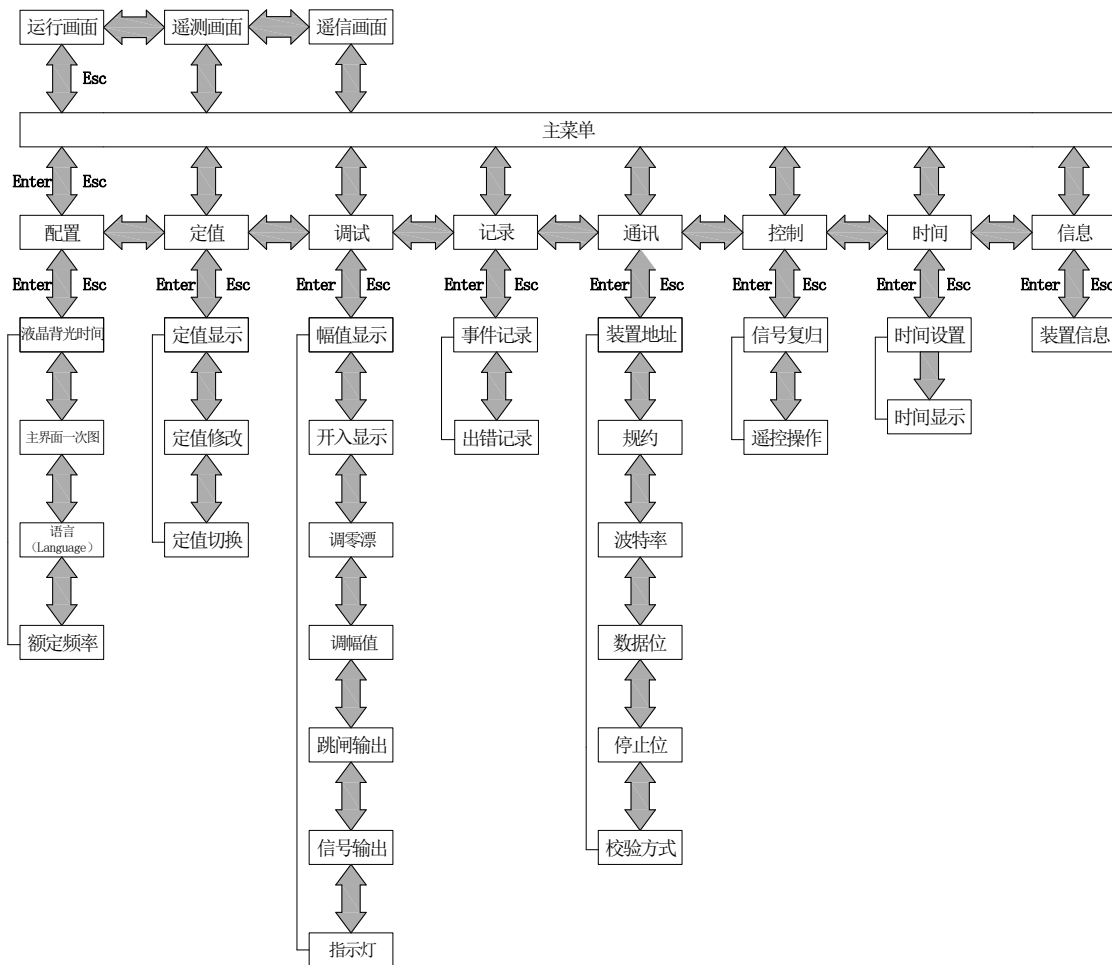 运行画面
遥测画面
遥信画面
Esc
主菜单
Enter
Esc
配置
定值
调试
记录
通讯
控制
时间
信息
Enter
Esc
Enter
Esc
Enter
Esc
Enter
Esc
Enter
Esc
Enter
Esc
Enter
Esc
液晶背光时间
定值显示
幅值显示
事件记录
装置地址
信号复归
时间设置
装置信息
时间显示
主界面一次图
定值修改
开入显示
出错记录
规约
遥控操作
语言
（Language）
定值切换
调零漂
波特率
额定频率
调幅值
数据位
跳闸输出
停止位
信号输出
校验方式
指示灯